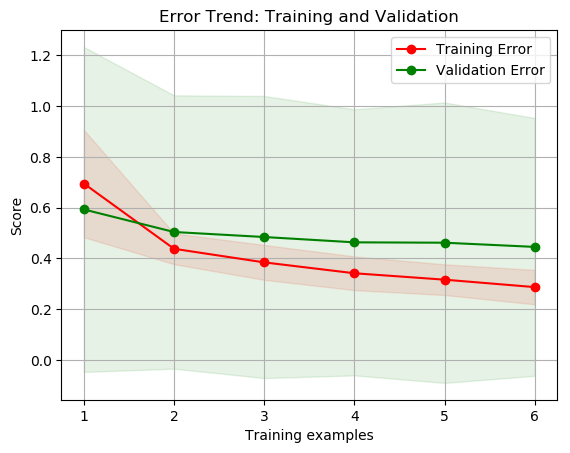 Error Trend: Training and Validation
Training Error
Validation Error
Score
1.2
1.0
0.8
0.6
0.4
0.2
0.0
1 2 3 4 5 6
Training examples